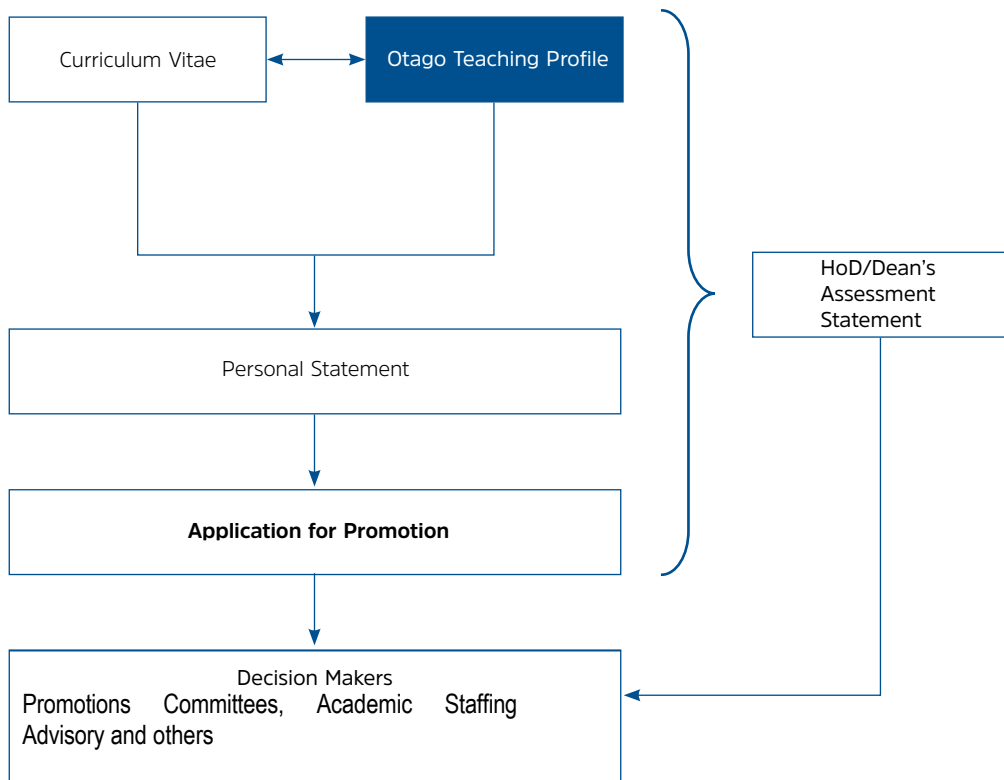 Curriculum Vitae
Otago Teaching Profile
HoD/Dean’s
Assessment
Statement
Personal Statement
Application for Promotion
Decision Makers
Promotions Committees, Academic Staffing
Advisory and others